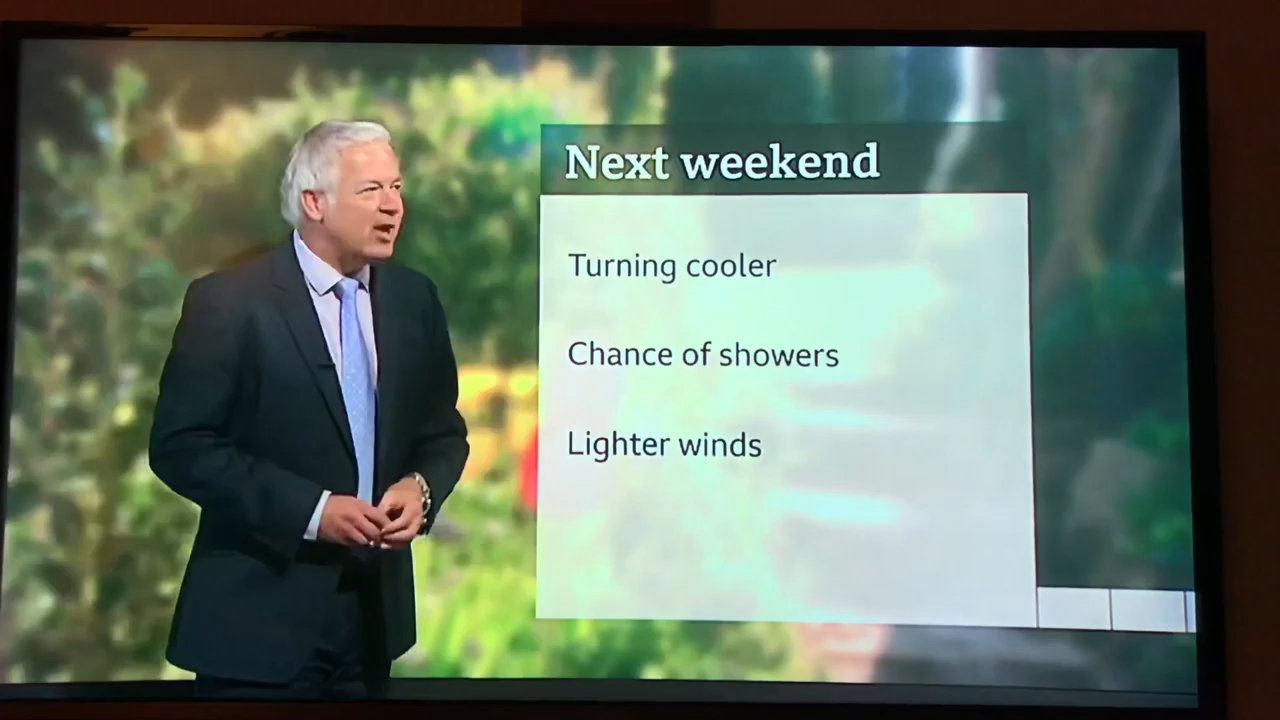 Next weekend
Turning cooler
Chance of showers
Lighter winds